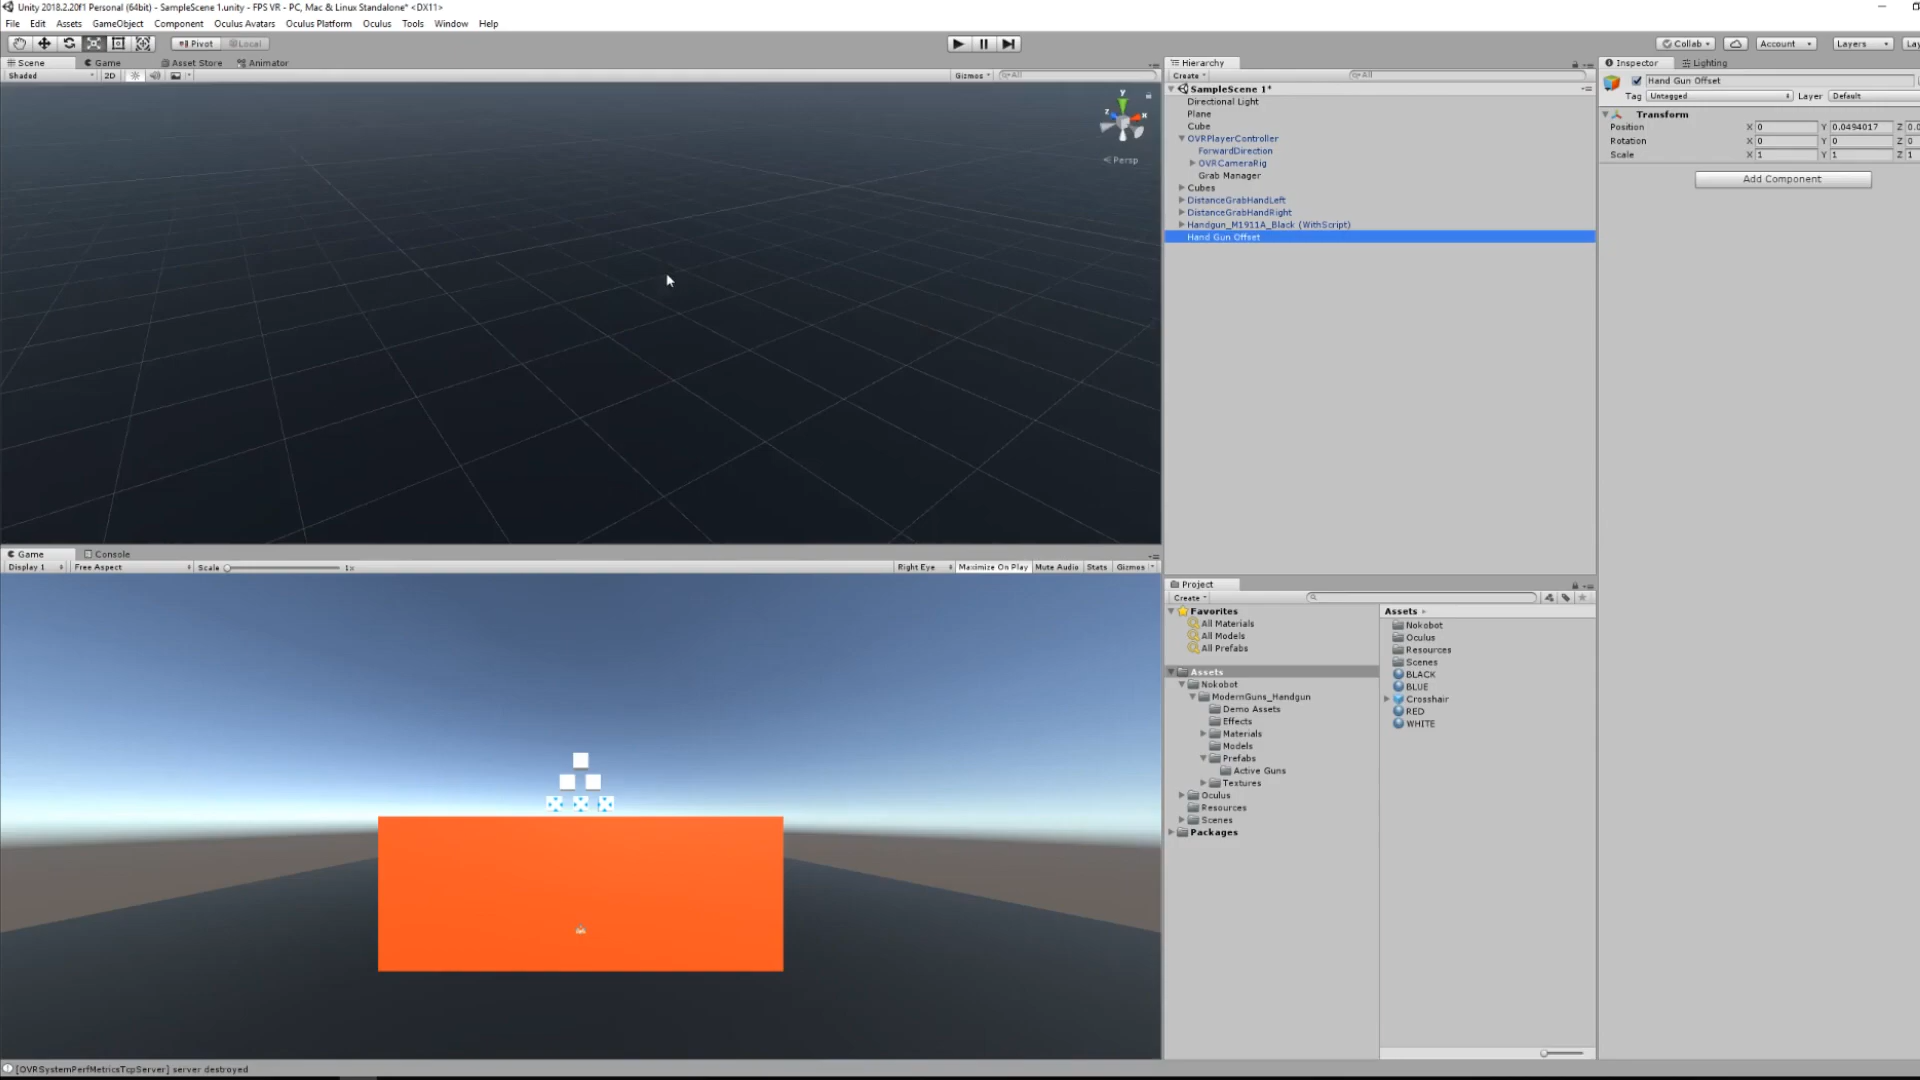 Unity 2018.2.20f1 Personal (64bit) - SampleScene 1.unity - FPS VR - PC, Mac & Linux Standalone* <DX11>
File Edit Assets GameObject Component Oculus Avatars Oculus Platform Oculus Tools Window Help
Pivot Local Collab Account Layers Lay
Scene Game Asset Store Animator
Shaded 2D Gizmos All
Y
X
Z
Persp
Hierarchy
Create All
SampleScene 1*
Directional Light
Plane
Cube
OVRPlayerController
ForwardDirection
OVRCameraRig
Grab Manager
Cubes
DistanceGrabHandLeft
DistanceGrabHandRight
Handgun_M1911A_Black (WithScript)
Hand Gun Offset
Inspector Lighting
Hand Gun Offset
Tag Untagged Layer Default
Transform
Position X 0 Y 0.0494017 Z 0.0
Rotation X 0 Y 0 Z 0
Scale X 1 Y 1 Z 1
Add Component
Game Console
Display 1 Free Aspect Scale 1x Right Eye Maximize On Play Mute Audio Stats Gizmos
Project
Create
Favorites
All Materials
All Models
All Prefabs
Assets
Nokobot
ModernGuns_Handgun
Demo Assets
Effects
Materials
Models
Prefabs
Active Guns
Textures
Oculus
Resources
Scenes
Packages
Assets
Nokobot
Oculus
Resources
Scenes
BLACK
BLUE
Crosshair
RED
WHITE
[OVRSystemPerfMetricsTcpServer] server destroyed